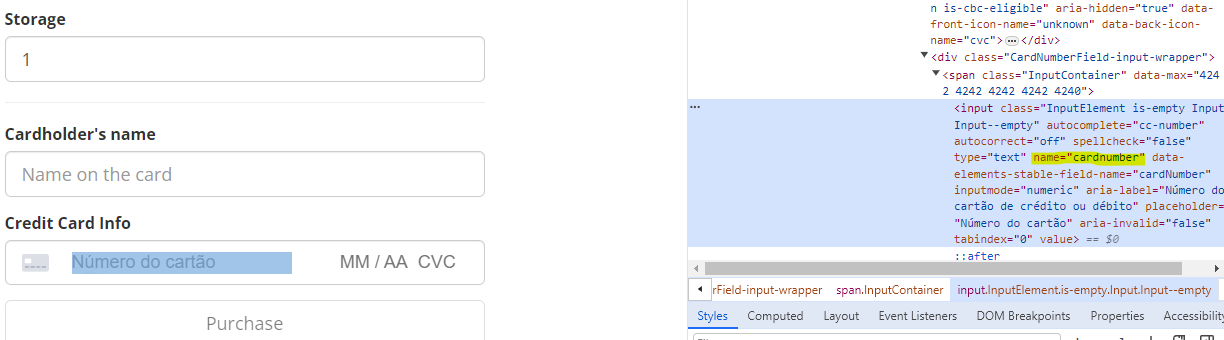 Storage
1
Cardholder's name
Name on the card
Credit Card Info
Número do cartão
MM / AA CVC
Purchase
n is-cbc-eligible" aria-hidden="true" data-
front-icon-name="unknown" data-back-icon-
name="cvc"> ⋯ </div>
<div class="CardNumberField-input-wrapper">
<span class="InputContainer" data-max="424
2 4242 4242 4242 4240">
<input class="InputElement is-empty Input
Input--empty" autocomplete="cc-number"
autocorrect="off" spellcheck="false"
type="text" name="cardnumber" data-
elements-stable-field-name="cardNumber"
inputmode="numeric" aria-label="Número do
cartão de crédito ou débito" placeholder=
"Número do cartão" aria-invalid="false"
tabindex="0" value> == $0
::after
rField-input-wrapper span.InputContainer input.InputElement.is-empty.Input.Input--empty
Styles Computed Layout Event Listeners DOM Breakpoints Properties Accessibility